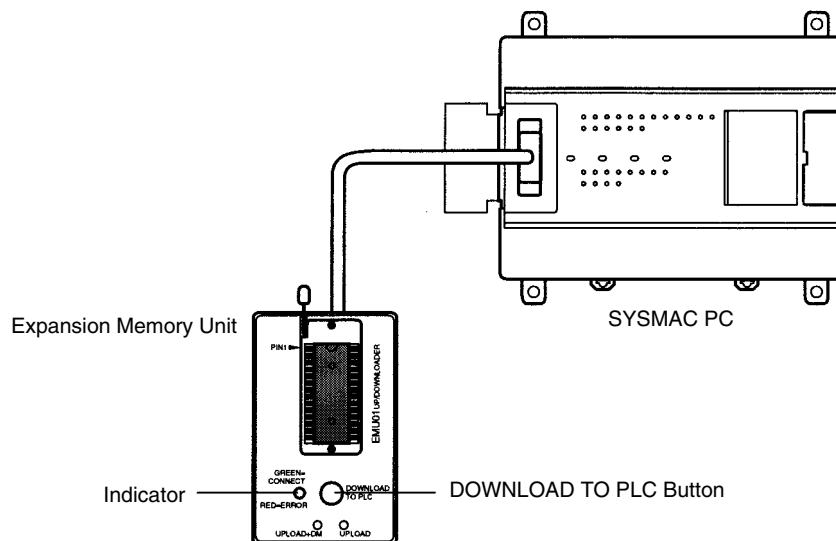 SYSMAC PC
Expansion Memory Unit
PIN1
EMU01 UP/DOWNLOADER
GREEN=
CONNECT
RED=ERROR
DOWNLOAD
TO PLC
Indicator
DOWNLOAD TO PLC Button
UPLOAD+DM
UPLOAD